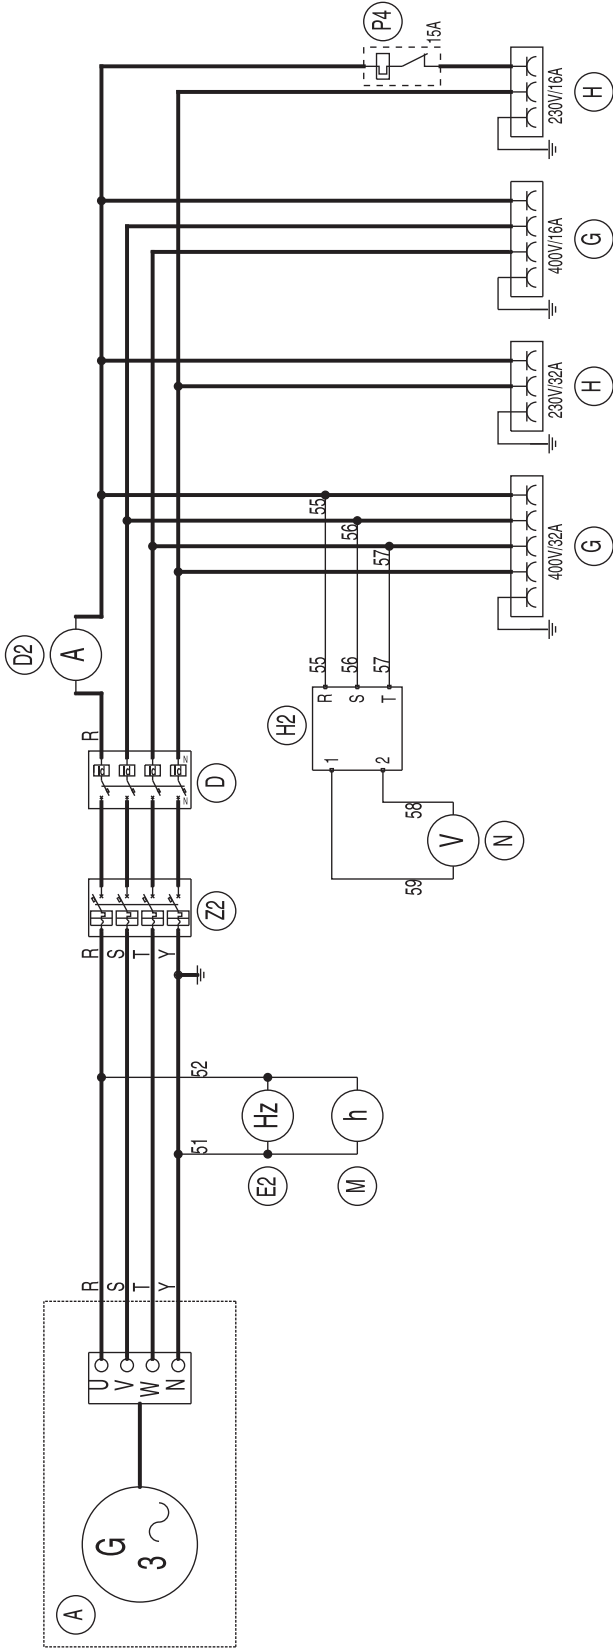 A
G
3
U
V
W
N
R
S
T
Y
51
52
Hz
E2
h
M
R
S
T
Y
Z2
D
N
N
R
D2
A
H2
1
2
R
S
T
58
59
V
N
55
56
57
55
56
57
400V/32A
G
230V/32A
H
400V/16A
G
P4
15A
230V/16A
H